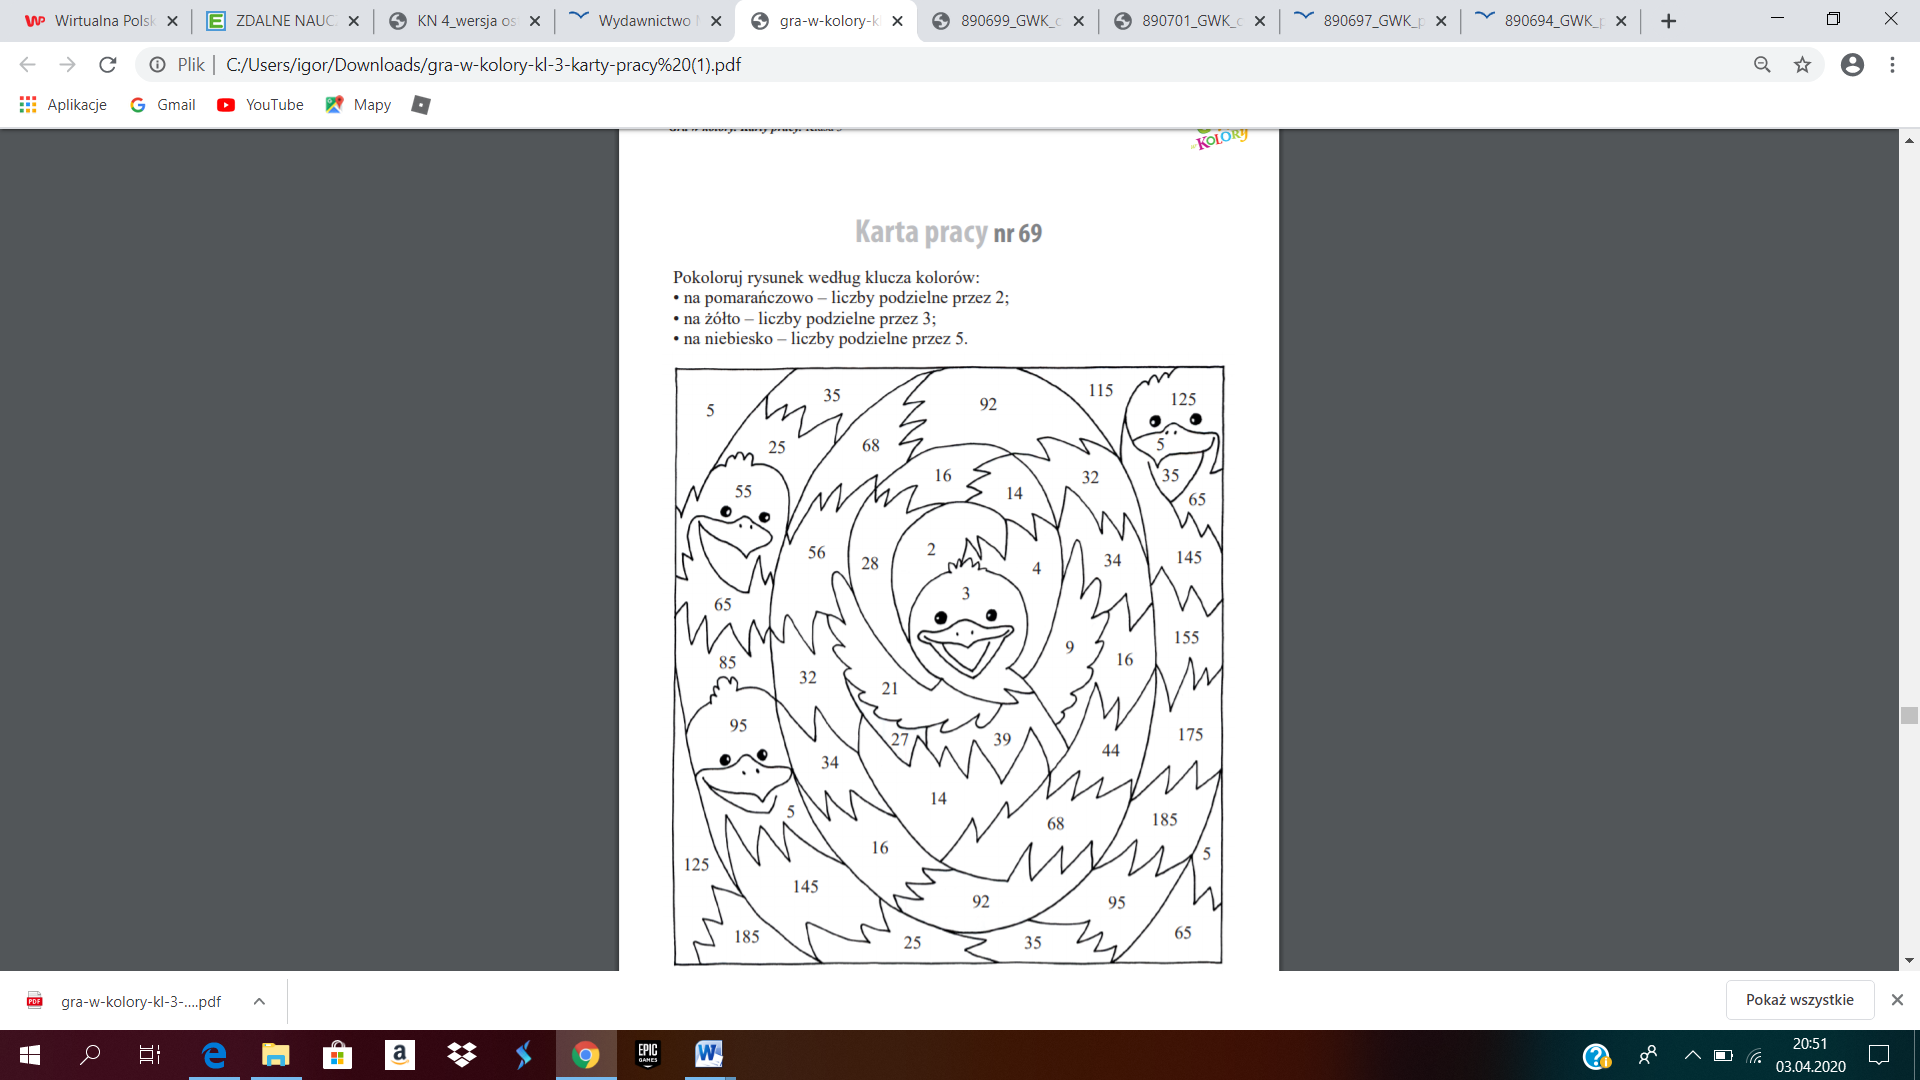 Wirtualna Polsk
ZDALNE NAUC
KN 4_wersja os
Wydawnictwo
gra-w-kolory-kl
890699_GWK_
890701_GWK_
890697_GWK_p
890694_GWK_p
Plik
C:/Users/igor/Downloads/gra-w-kolory-kl-3-karty-pracy%20(1).pdf
Aplikacje
Gmail
YouTube
Mapy
KOLORY
Karta pracy nr 69
Pokoloruj rysunek według klucza kolorów:
• na pomarańczowo – liczby podzielne przez 2;
• na żółto – liczby podzielne przez 3;
• na niebiesko – liczby podzielne przez 5.
5 35 92 115 125
25 68 5
55 16 14 32 35 65
56 28 2 4 34 145
65 3
85 32 21 9 16 155
95 27 39 44 175
34 14
5 16 68 185 5
125 145 92 95
185 25 35 65
gra-w-kolory-kl-3-....pdf
Pokaż wszystkie
PDF
EPIC
GAMES
20:51
03.04.2020